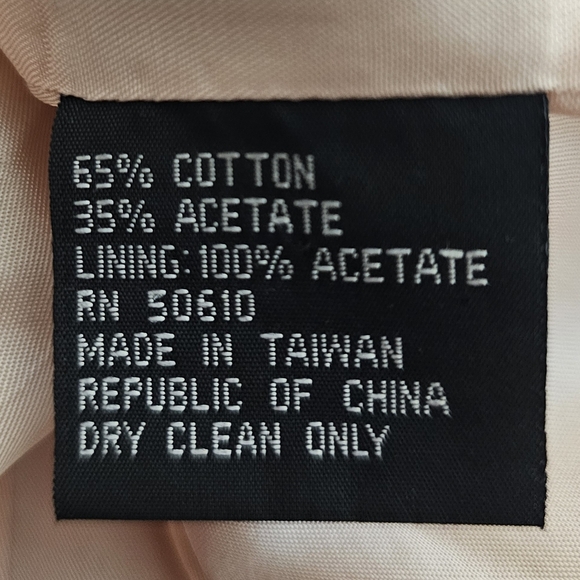 65% COTTON
35% ACETATE
LINING: 100% ACETATE
RN 50610
MADE IN TAIWAN
REPUBLIC OF CHINA
DRY CLEAN ONLY